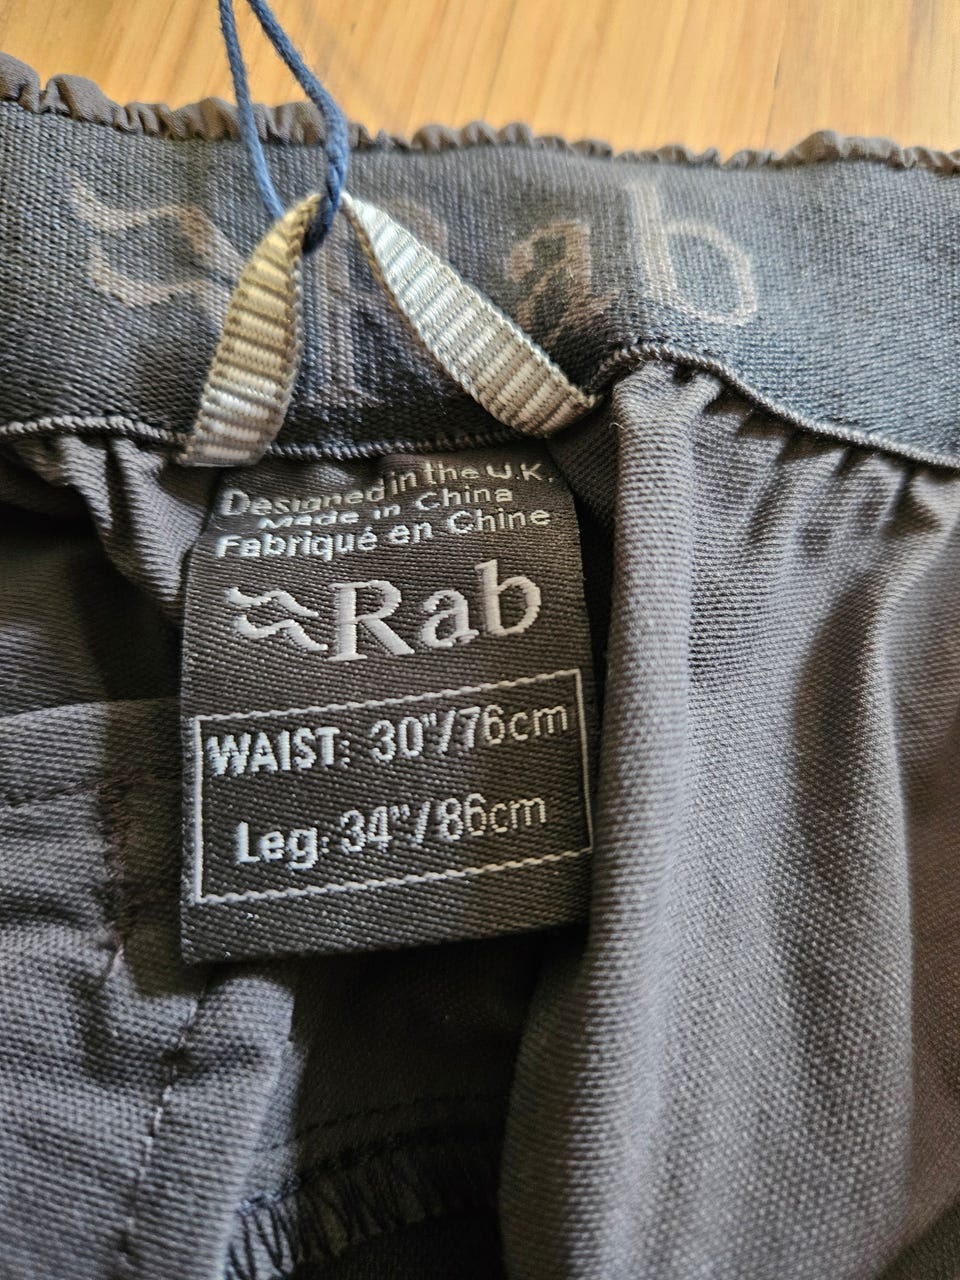 Rab
Designed in the U.K.
Made in China
Fabriqué en Chine
Rab
WAIST: 30"/76cm
Leg: 34"/86cm